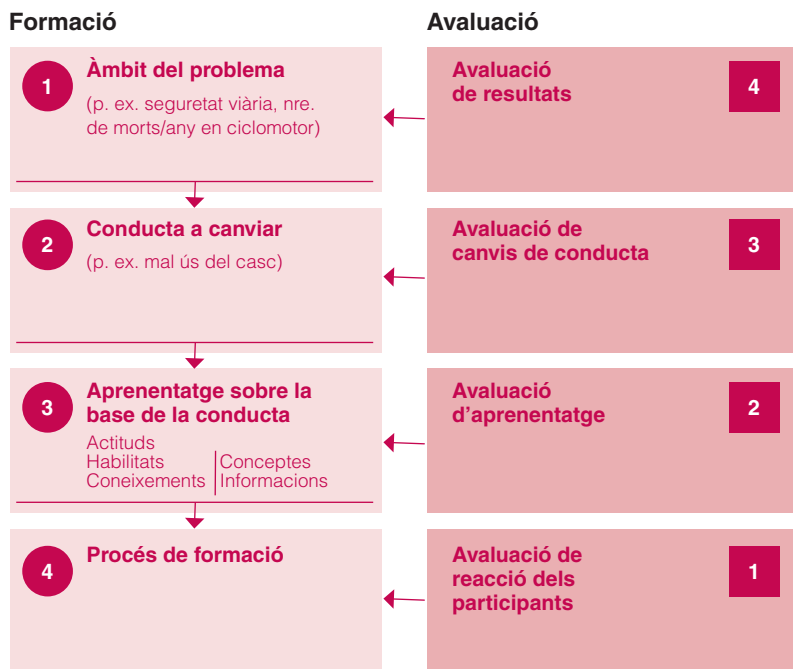 Formació
Avaluació
1
Àmbit del problema
(p. ex. seguretat viària, nre.
de morts/any en ciclomotor)
Avaluació
de resultats
4
2
Conducta a canviar
(p. ex. mal ús del casc)
Avaluació de
canvis de conducta
3
3
Aprenentatge sobre la
base de la conducta
Actituds
Habilitats
Coneixements
Conceptes
Informacions
Avaluació
d’aprenentatge
2
4
Procés de formació
Avaluació de
reacció dels
participants
1